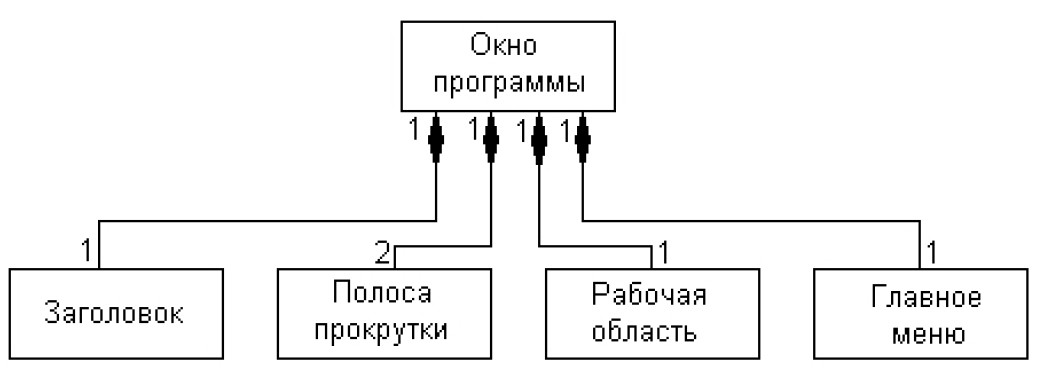 Окно
программы
1 1 1 1
1 2 1 1
Заголовок
Полоса
прокрутки
Рабочая
область
Главное
меню